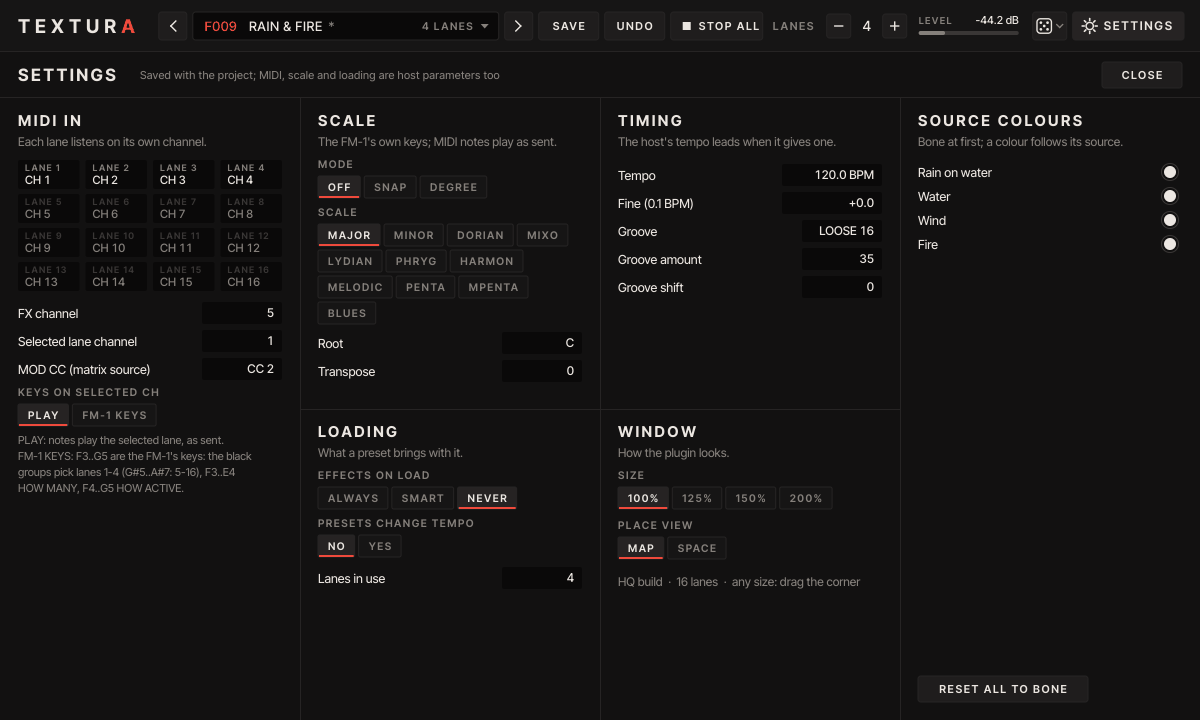 TEXTURA
F009 RAIN & FIRE * 4 LANES
SAVE
UNDO
STOP ALL
LANES
4
LEVEL -44.2 dB
SETTINGS
SETTINGS
Saved with the project; MIDI, scale and loading are host parameters too
CLOSE
MIDI IN
Each lane listens on its own channel.
LANE 1 LANE 2 LANE 3 LANE 4
CH 1 CH 2 CH 3 CH 4
LANE 5 LANE 6 LANE 7 LANE 8
CH 5 CH 6 CH 7 CH 8
LANE 9 LANE 10 LANE 11 LANE 12
CH 9 CH 10 CH 11 CH 12
LANE 13 LANE 14 LANE 15 LANE 16
CH 13 CH 14 CH 15 CH 16
FX channel 5
Selected lane channel 1
MOD CC (matrix source) CC 2
KEYS ON SELECTED CH
PLAY FM-1 KEYS
PLAY: notes play the selected lane, as sent.
FM-1 KEYS: F3..G5 are the FM-1's keys: the black
groups pick lanes 1-4 (G#5..A#7: 5-16), F3..E4
HOW MANY, F4..G5 HOW ACTIVE.
SCALE
The FM-1's own keys; MIDI notes play as sent.
MODE
OFF SNAP DEGREE
SCALE
MAJOR MINOR DORIAN MIXO
LYDIAN PHRYG HARMON
MELODIC PENTA MPENTA
BLUES
Root C
Transpose 0
LOADING
What a preset brings with it.
EFFECTS ON LOAD
ALWAYS SMART NEVER
PRESETS CHANGE TEMPO
NO YES
Lanes in use 4
TIMING
The host's tempo leads when it gives one.
Tempo 120.0 BPM
Fine (0.1 BPM) +0.0
Groove LOOSE 16
Groove amount 35
Groove shift 0
WINDOW
How the plugin looks.
SIZE
100% 125% 150% 200%
PLACE VIEW
MAP SPACE
HQ build · 16 lanes · any size: drag the corner
SOURCE COLOURS
Bone at first; a colour follows its source.
Rain on water
Water
Wind
Fire
RESET ALL TO BONE